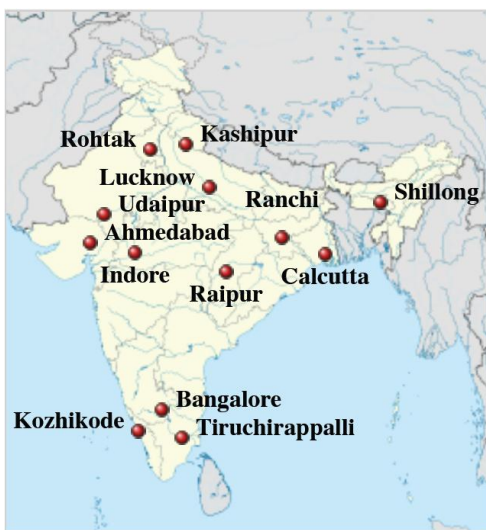 Rohtak
Kashipur
Lucknow
Udaipur
Ranchi
Shillong
Ahmedabad
Indore
Calcutta
Raipur
Bangalore
Kozhikode
Tiruchirappalli